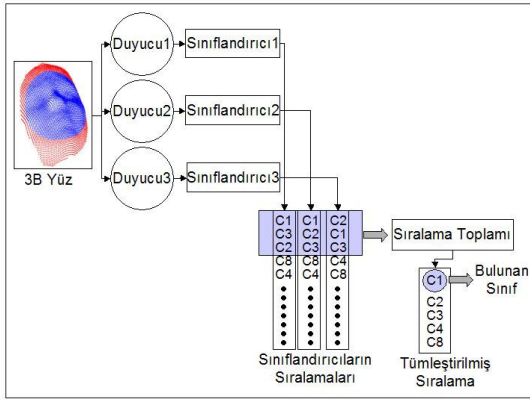 Duyucu1
Sınıflandırıcı1
Duyucu2
Sınıflandırıcı2
Duyucu3
Sınıflandırıcı3
3B Yüz
C1 C1 C2
C3 C2 C1
C2 C3 C3
C8 C8 C4
C4 C4 C8
Sınıflandırıcıların
Sıralamaları
Sıralama Toplamı
C1
C2
C3
C4
C8
Bulunan
Sınıf
Tümleştirilmiş
Sıralama